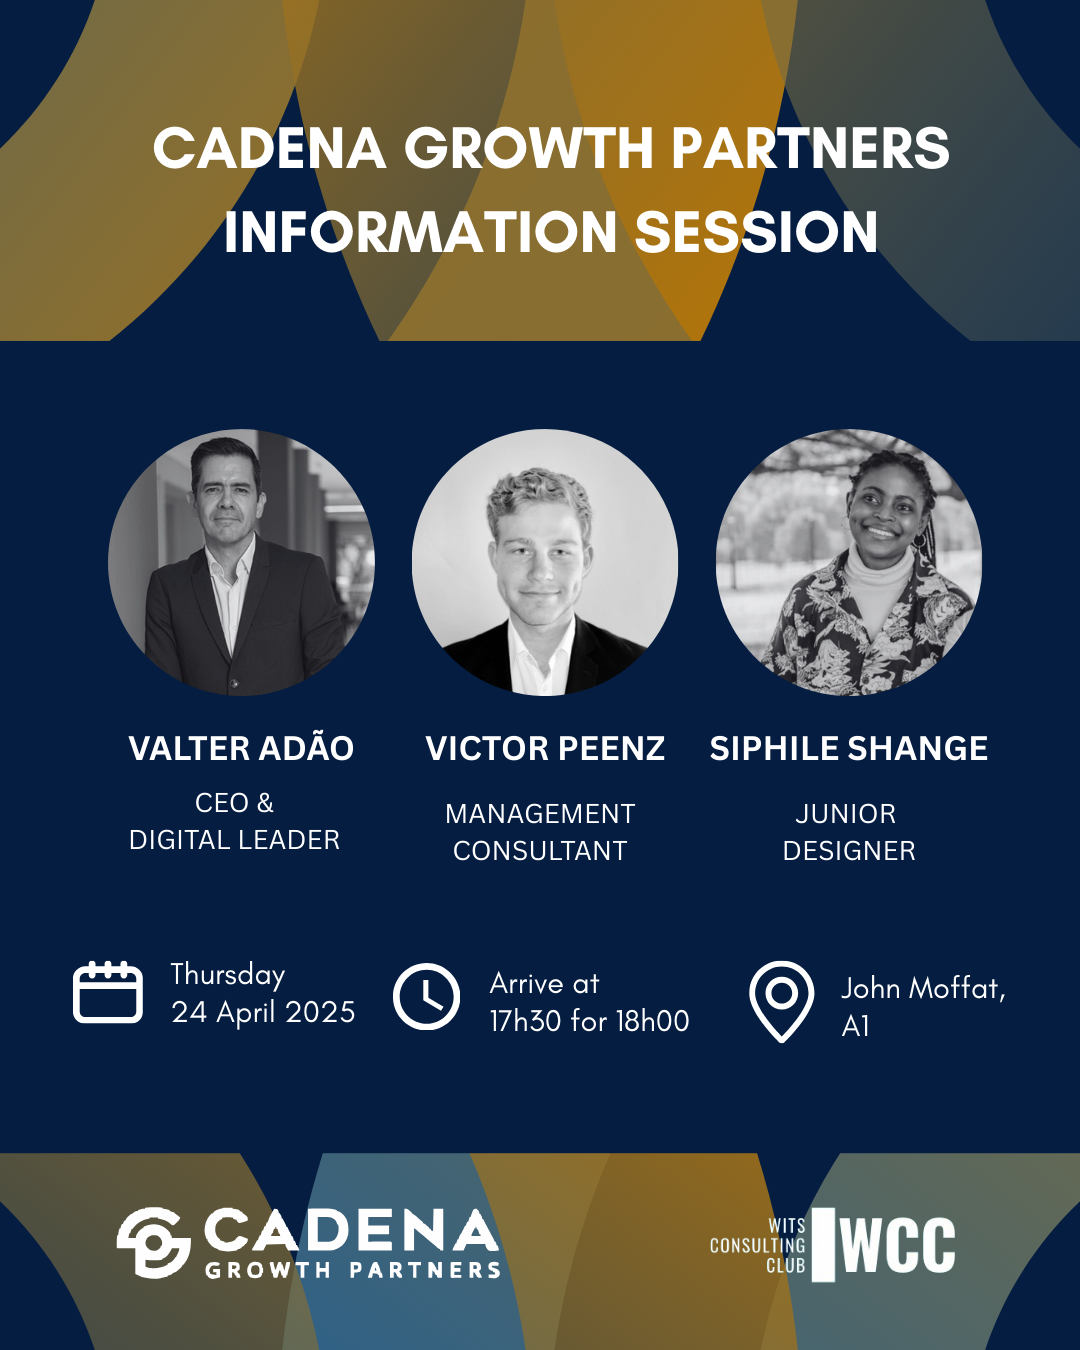 CADENA GROWTH PARTNERS
INFORMATION SESSION
VALTER ADÃO
CEO &
DIGITAL LEADER
VICTOR PEENZ
MANAGEMENT
CONSULTANT
SIPHILE SHANGE
JUNIOR
DESIGNER
Thursday
24 April 2025
Arrive at
17h30 for 18h00
John Moffat,
A1
CADENA
GROWTH PARTNERS
WITS
CONSULTING
CLUB
WCC